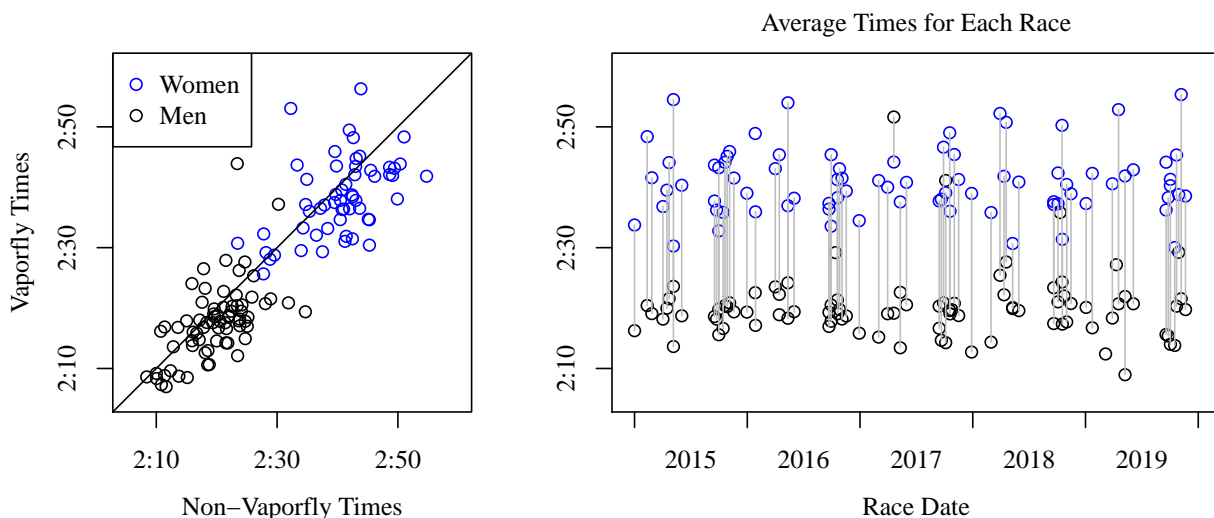 Women
Men
2:10
2:30
2:50
2:10
2:30
2:50
Non−Vaporfly Times
Vaporfly Times
Average Times for Each Race
2:10
2:30
2:50
2015
2016
2017
2018
2019
Race Date